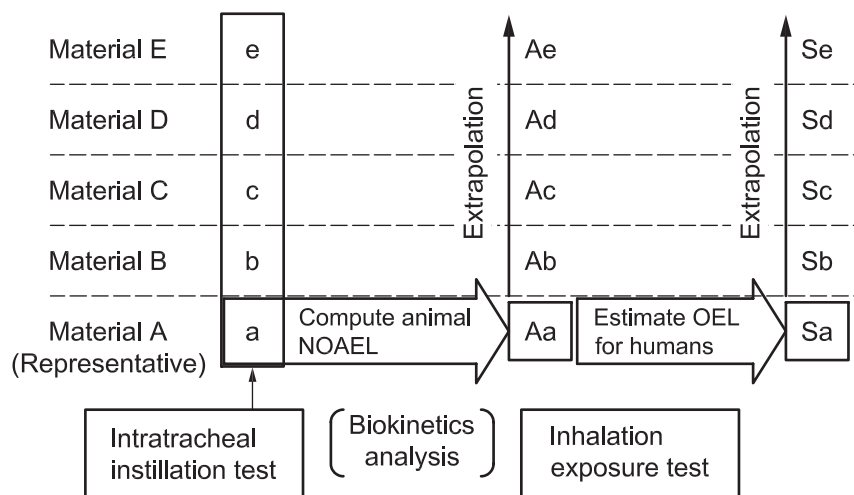 Material E e Ae Se
Material D d Ad Sd
Material C c Extrapolation Ac Extrapolation Sc
Material B b Ab Sb
Material A
(Representative)
a
Compute animal
NOAEL
Aa
Estimate OEL
for humans
Sa
Intratracheal
instillation test
Biokinetics
analysis
Inhalation
exposure test